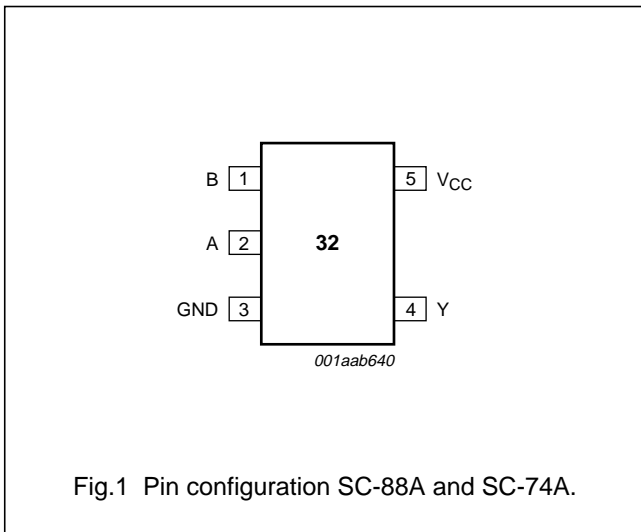 B 1 5 VCC
A 2 32
GND 3 4 Y
001aab640
Fig.1 Pin configuration SC-88A and SC-74A.